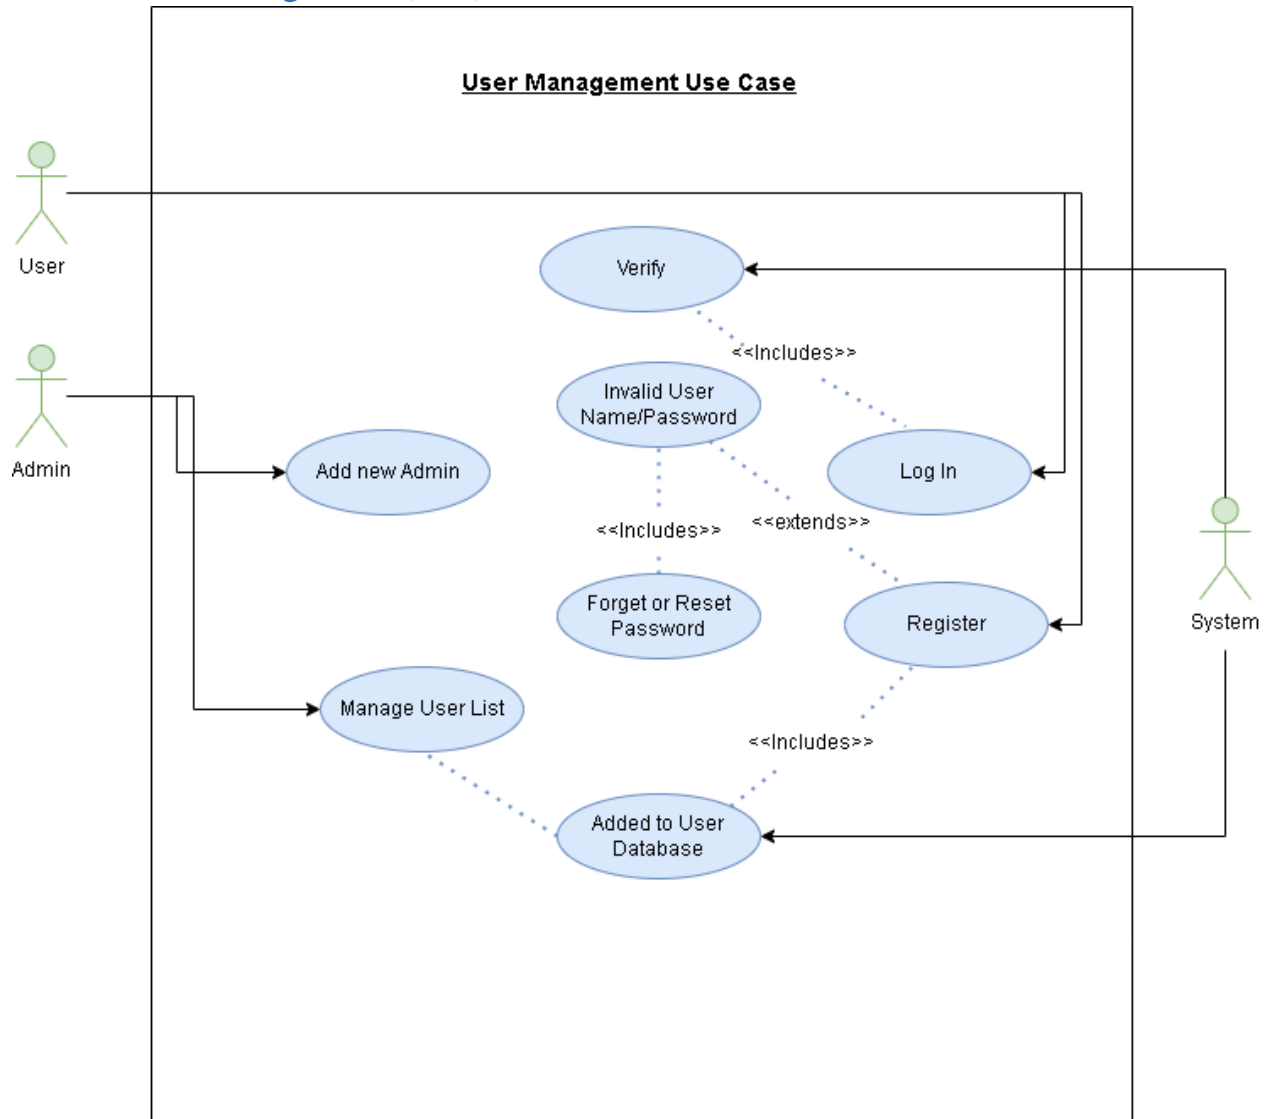 User Management Use Case
User
Verify
<<Includes>>
Admin
Invalid User
Name/Password
Add new Admin
Log In
<<Includes>>
<<extends>>
System
Forget or Reset
Password
Register
Manage User List
<<Includes>>
Added to User
Database